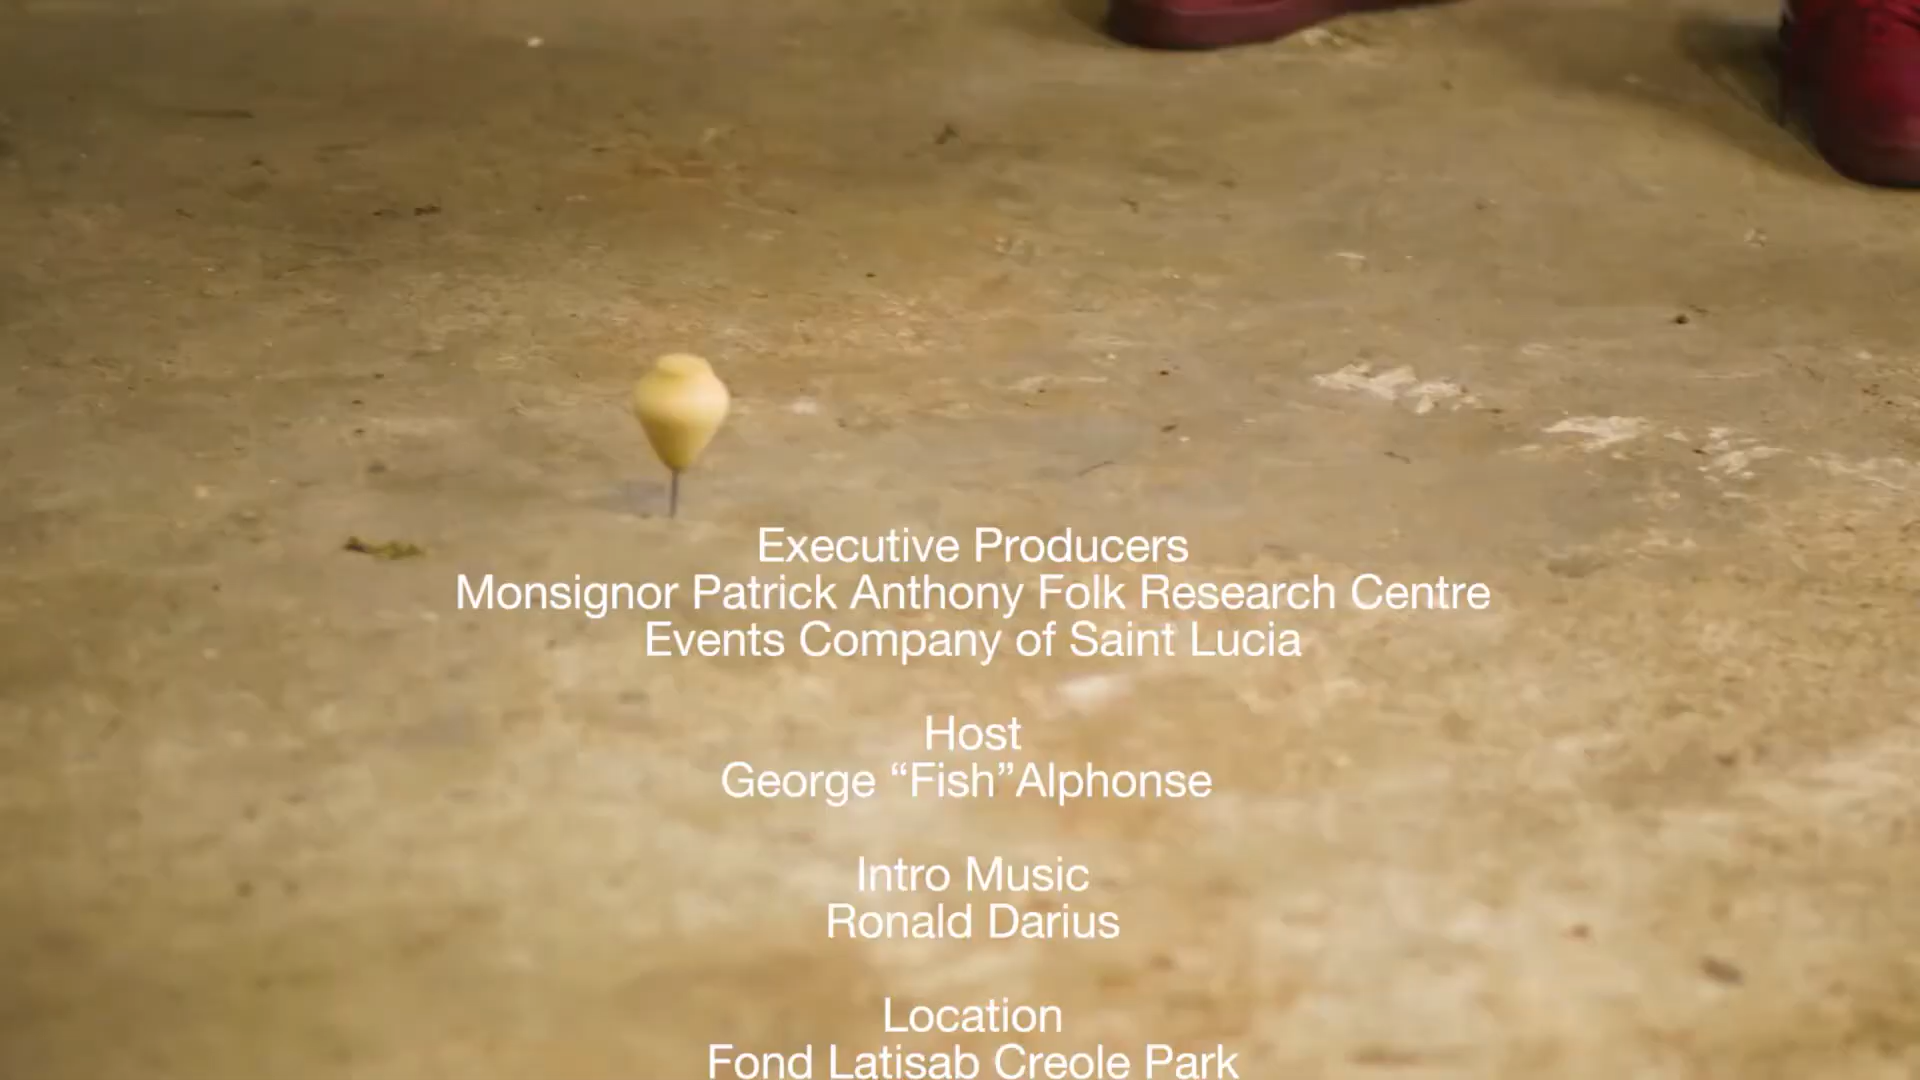 Executive Producers
Monsignor Patrick Anthony Folk Research Centre
Events Company of Saint Lucia
Host
George “Fish”Alphonse
Intro Music
Ronald Darius
Location
Fond Latisab Creole Park